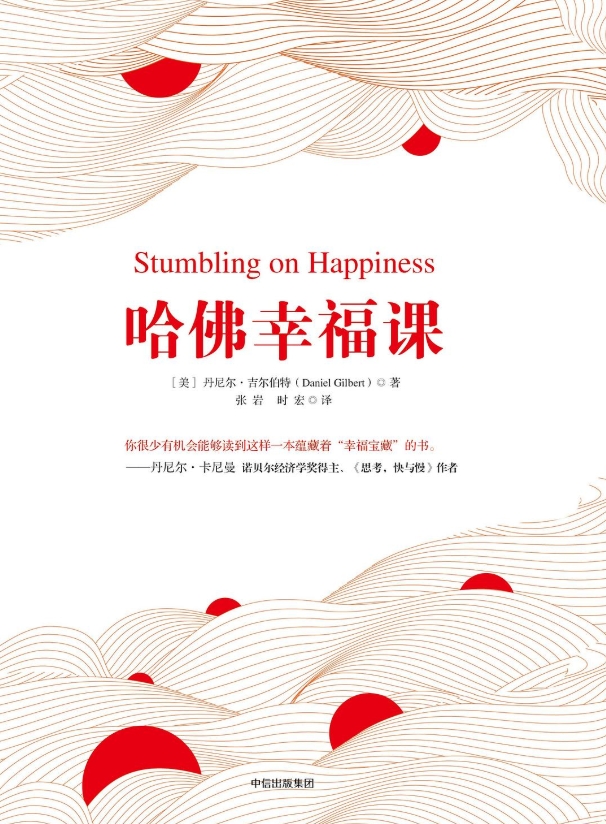 Stumbling on Happiness
哈佛幸福课
［美］丹尼尔·吉尔伯特（Daniel Gilbert）◎著
张岩 时宏◎译
你很少有机会能够读到这样一本蕴藏着“幸福宝藏”的书。
——丹尼尔·卡尼曼 诺贝尔经济学奖得主、《思考，快与慢》作者
中信出版集团